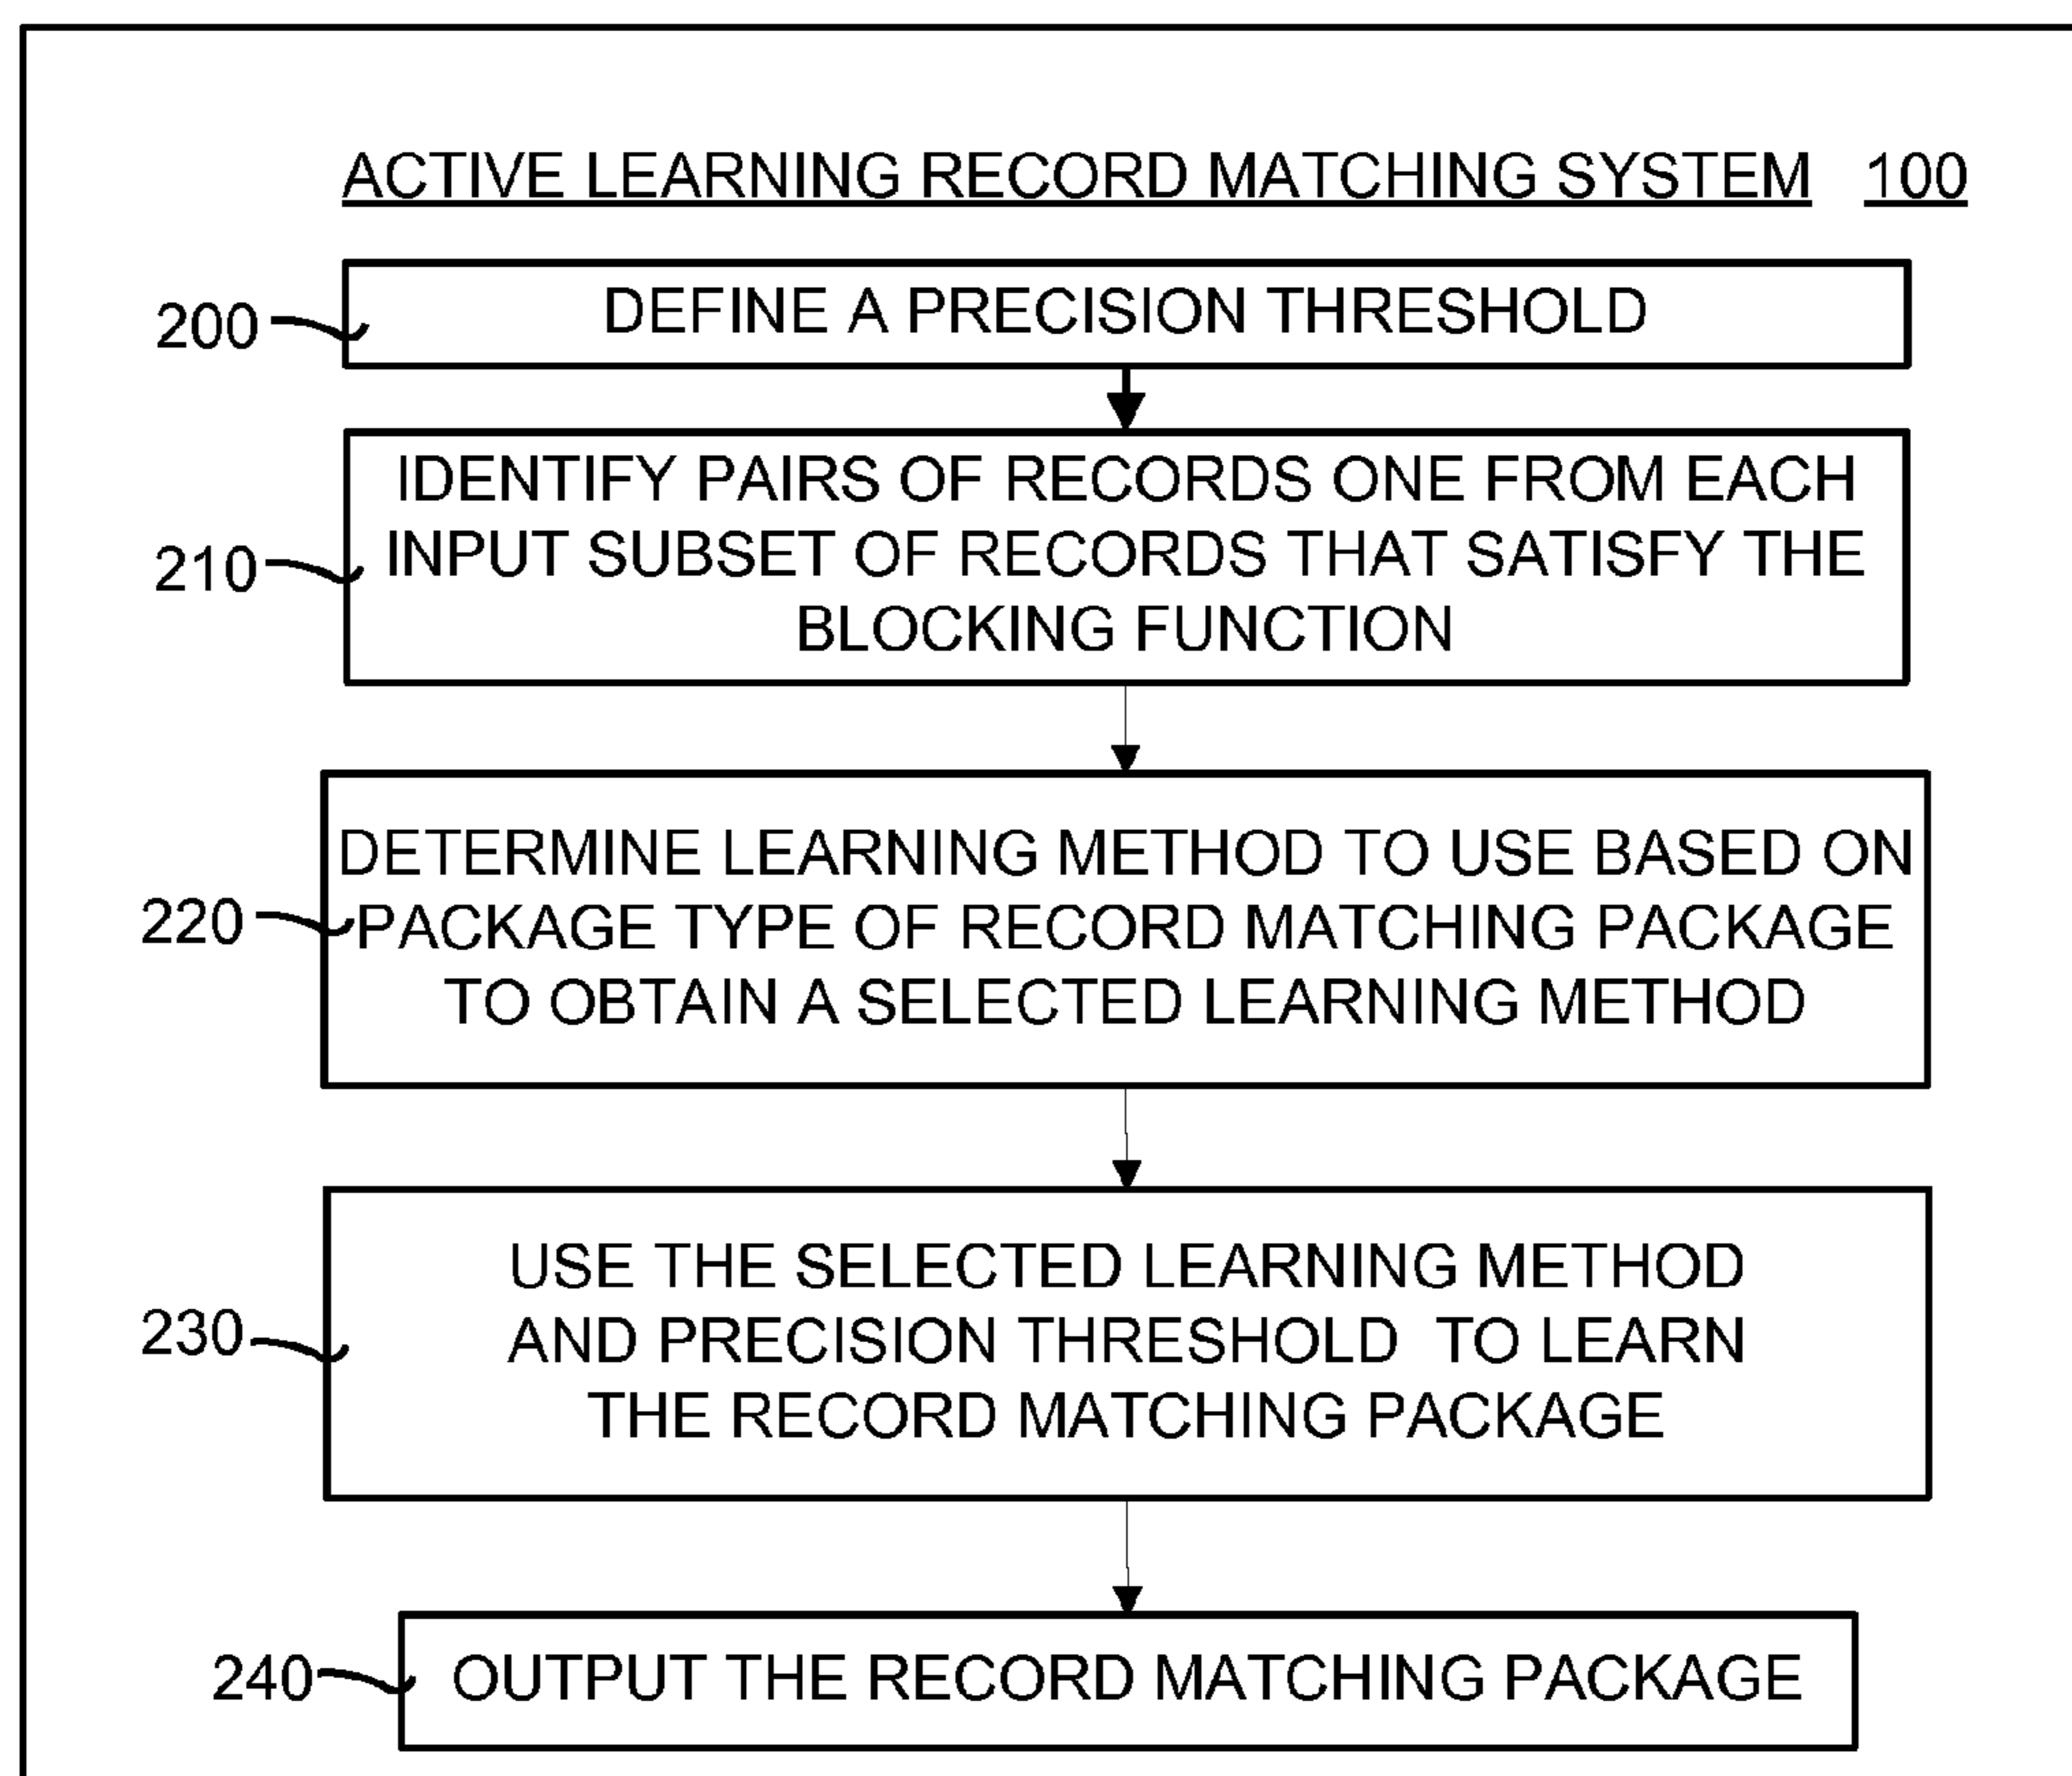 ACTIVE LEARNING RECORD MATCHING SYSTEM 100
200 DEFINE A PRECISION THRESHOLD
IDENTIFY PAIRS OF RECORDS ONE FROM EACH
210 INPUT SUBSET OF RECORDS THAT SATISFY THE
BLOCKING FUNCTION
DETERMINE LEARNING METHOD TO USE BASED ON
220 PACKAGE TYPE OF RECORD MATCHING PACKAGE
TO OBTAIN A SELECTED LEARNING METHOD
USE THE SELECTED LEARNING METHOD
230 AND PRECISION THRESHOLD TO LEARN
THE RECORD MATCHING PACKAGE
240 OUTPUT THE RECORD MATCHING PACKAGE